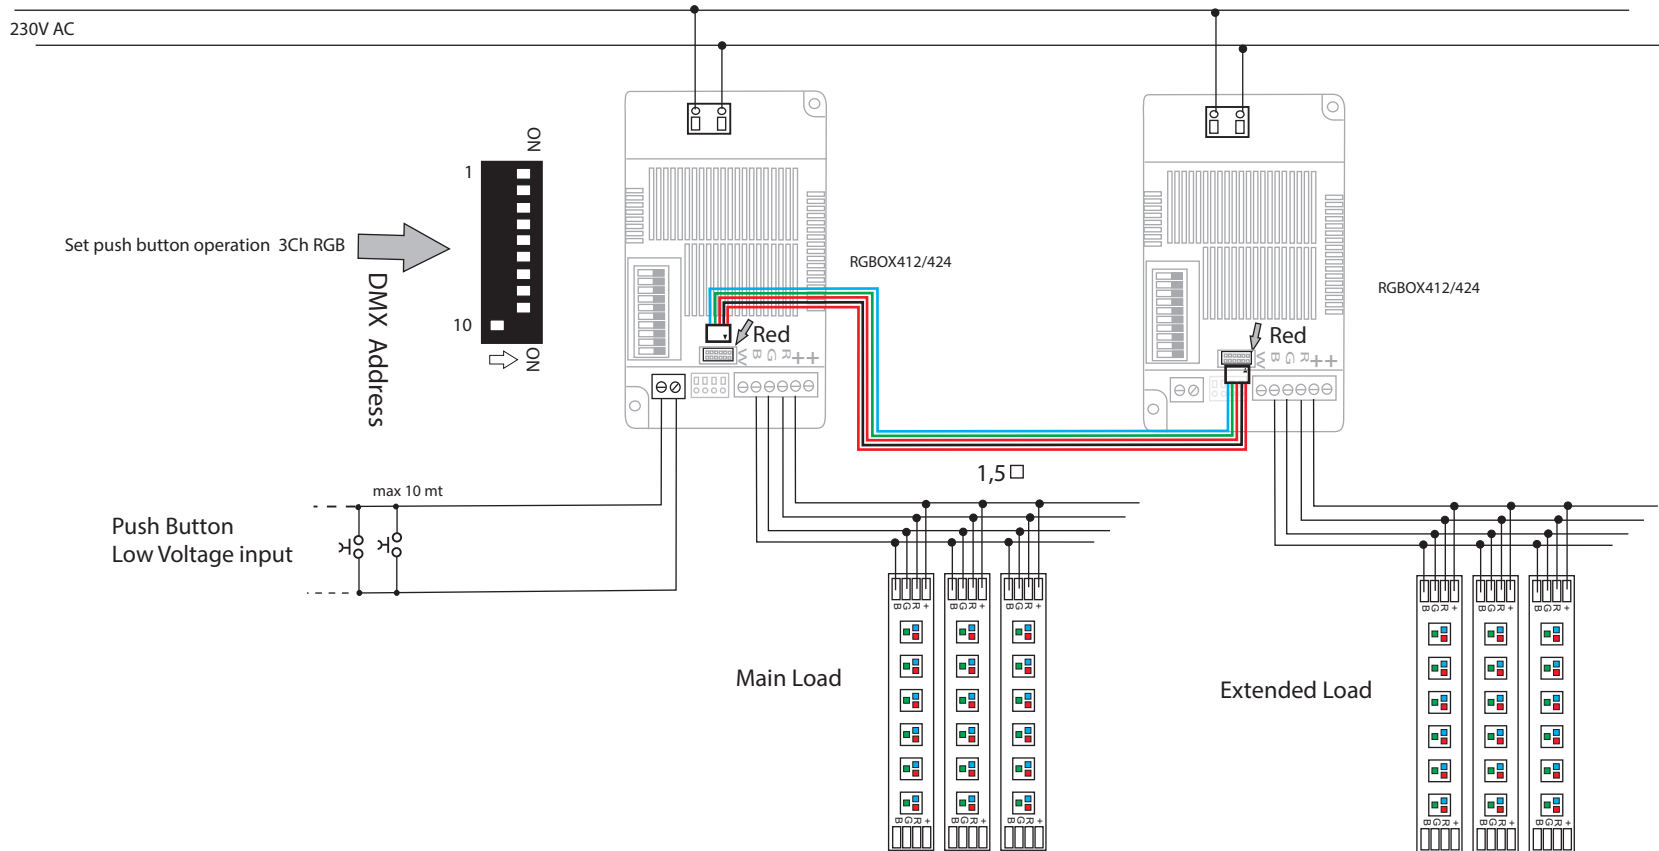 230V AC
ON
1
Set push button operation  3Ch RGB
10
ON
DMX Address
RGBOX412/424
Red
W B G R + +
RGBOX412/424
Red
W B G R + +
1,5 □
max 10 mt
Push Button
Low Voltage input
B G R +
B G R +
B G R +
B G R +
B G R +
B G R +
Main Load
Extended Load
B G R +
B G R +
B G R +
B G R +
B G R +
B G R +